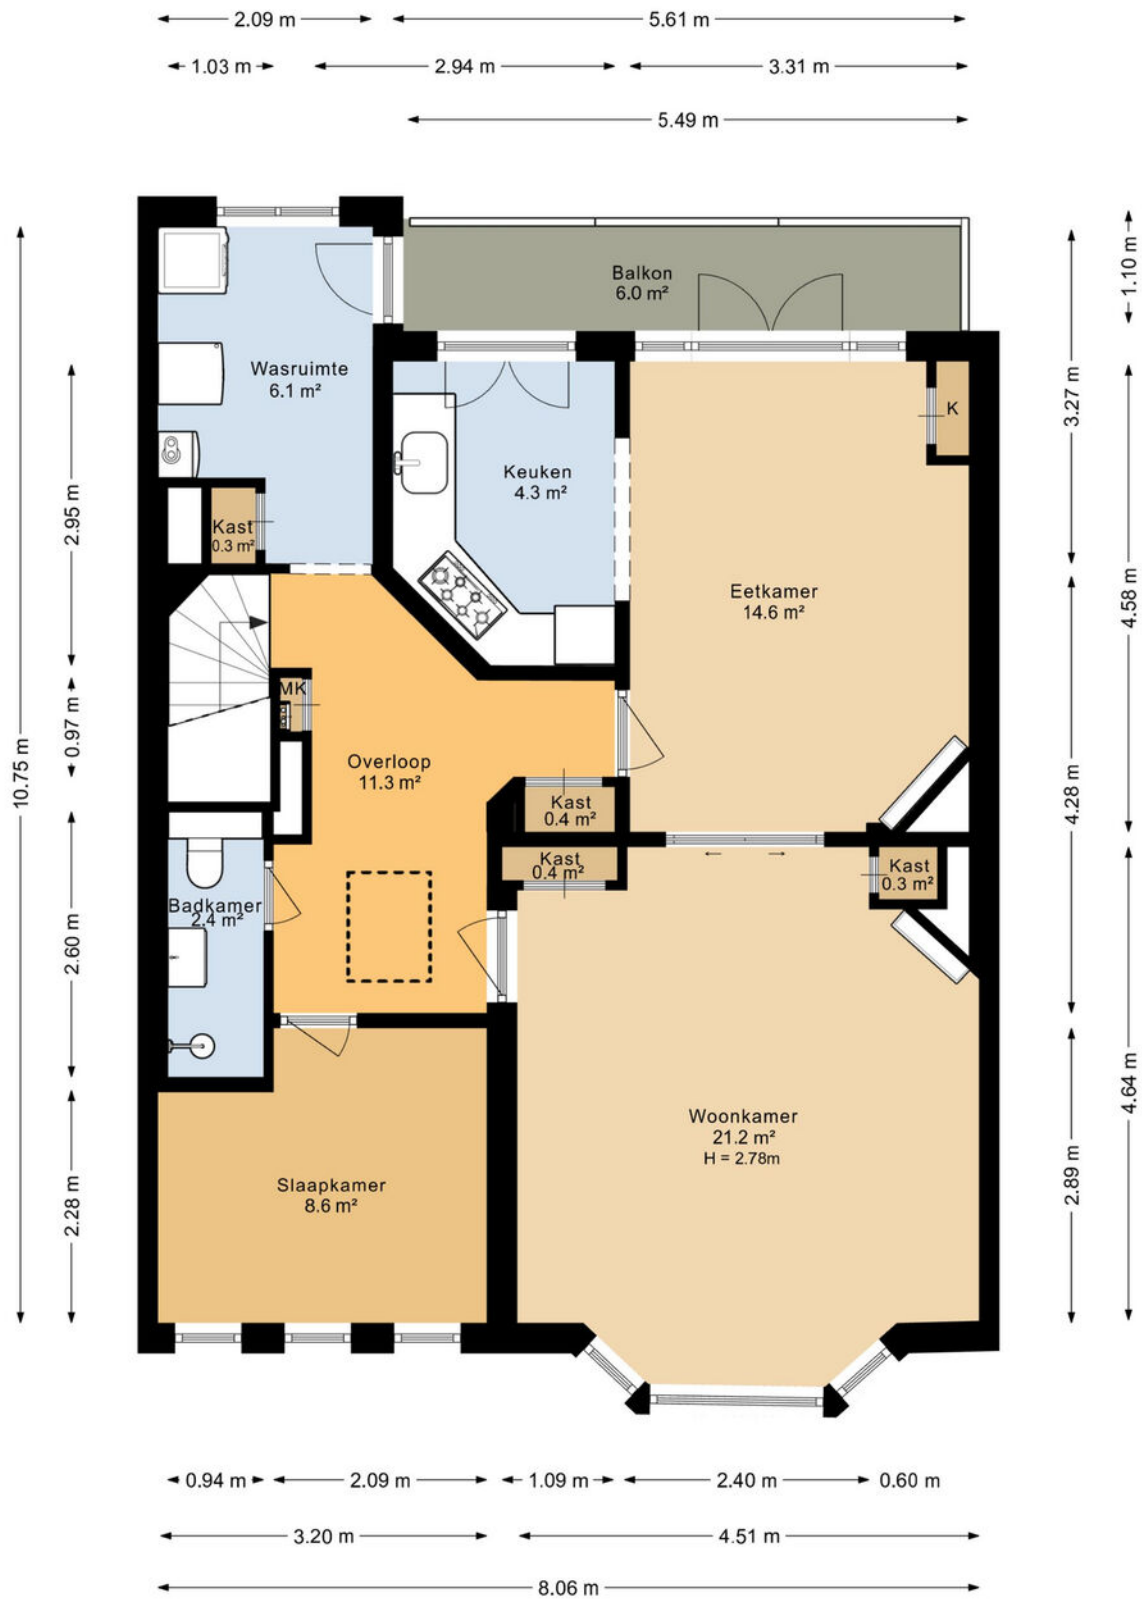 2.09 m
5.61 m
1.03 m
2.94 m
3.31 m
5.49 m
1.10 m
Balkon
6.0 m²
Wasruimte
6.1 m²
3.27 m
K
Keuken
4.3 m²
2.95 m
Kast
0.3 m²
Eetkamer
14.6 m²
4.58 m
MK
0.97 m
10.75 m
Overloop
11.3 m²
4.28 m
Kast
0.4 m²
Kast
0.4 m²
Kast
0.3 m²
Badkamer
2.4 m²
2.60 m
4.64 m
Woonkamer
21.2 m²
H = 2.78m
2.89 m
Slaapkamer
8.6 m²
2.28 m
0.94 m
2.09 m
1.09 m
2.40 m
0.60 m
3.20 m
4.51 m
8.06 m